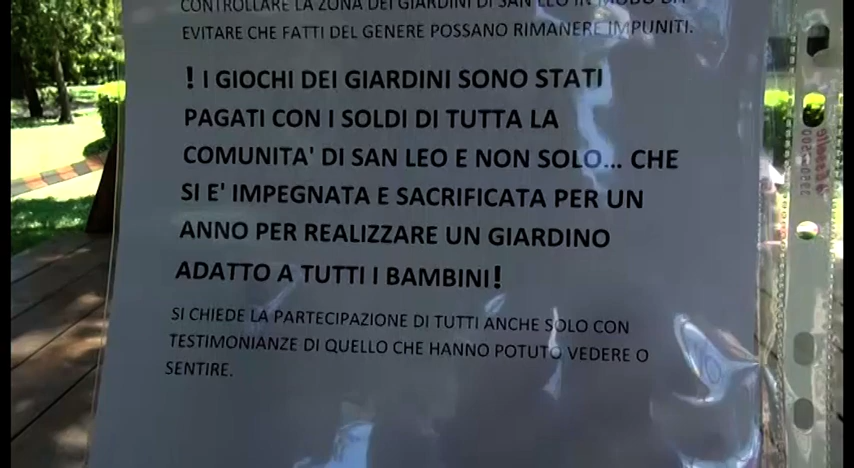 CONTROLLARE LA ZONA DEI GIARDINI DI SAN LEO IN MODO DA
EVITARE CHE FATTI DEL GENERE POSSANO RIMANERE IMPUNITI.
! I GIOCHI DEI GIARDINI SONO STATI
PAGATI CON I SOLDI DI TUTTA LA
COMUNITA' DI SAN LEO E NON SOLO... CHE
SI E' IMPEGNATA E SACRIFICATA PER UN
ANNO PER REALIZZARE UN GIARDINO
ADATTO A TUTTI I BAMBINI!
SI CHIEDE LA PARTECIPAZIONE DI TUTTI ANCHE SOLO CON
TESTIMONIANZE DI QUELLO CHE HANNO POTUTO VEDERE O
SENTIRE.